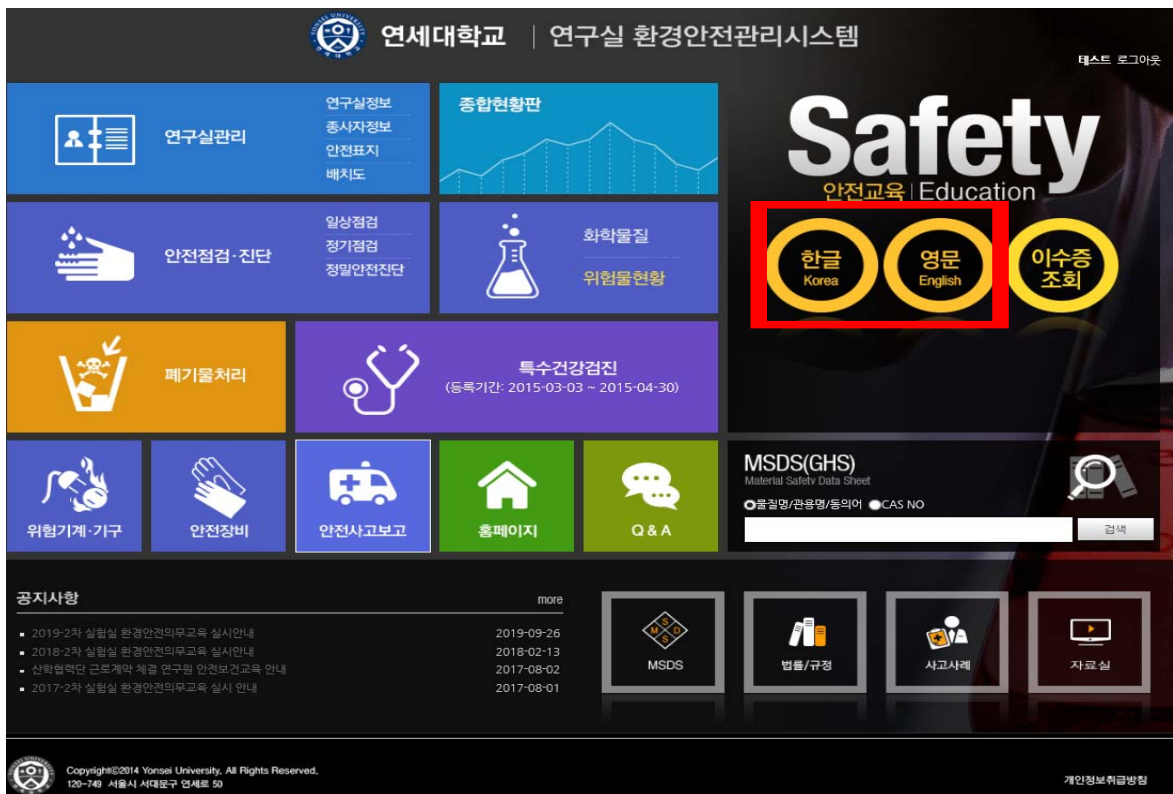 YONSEI UNIVERSITY
연세대학교 | 연구실 환경안전관리시스템
테스트 로그아웃
연구실관리
연구실정보
종사자정보
안전표지
배치도
종합현황판
Safety
안전교육 | Education
안전점검·진단
일상점검
정기점검
정밀안전진단
화학물질
위험물현황
한글
Korea
영문
English
이수증
조회
폐기물처리
특수건강검진
(등록기간: 2015-03-03 ~ 2015-04-30)
위험기계·기구
안전장비
안전사고보고
홈페이지
Q & A
MSDS(GHS)
Material Safety Data Sheet
물질명/관용명/동의어 CAS NO
검색
공지사항 more
2019-2차 실험실 환경안전의무교육 실시안내 2019-09-26
2018-2차 실험실 환경안전의무교육 실시안내 2018-02-13
산학협력단 근로계약 체결 연구원 안전보건교육 안내 2017-08-02
2017-2차 실험실 환경안전의무교육 실시 안내 2017-08-01
M S D S
MSDS
법률/규정
사고사례
자료실
Copyright©2014 Yonsei University, All Rights Reserved.
120-749 서울시 서대문구 연세로 50
개인정보취급방침